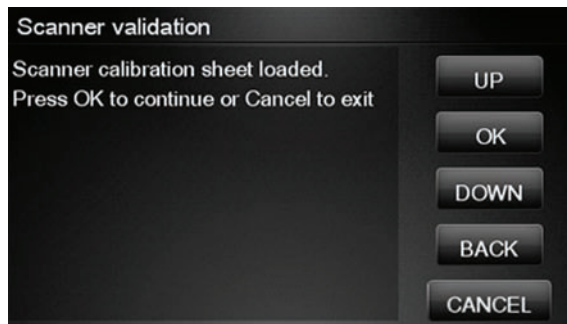 Scanner validation
Scanner calibration sheet loaded.
Press OK to continue or Cancel to exit
UP
OK
DOWN
BACK
CANCEL